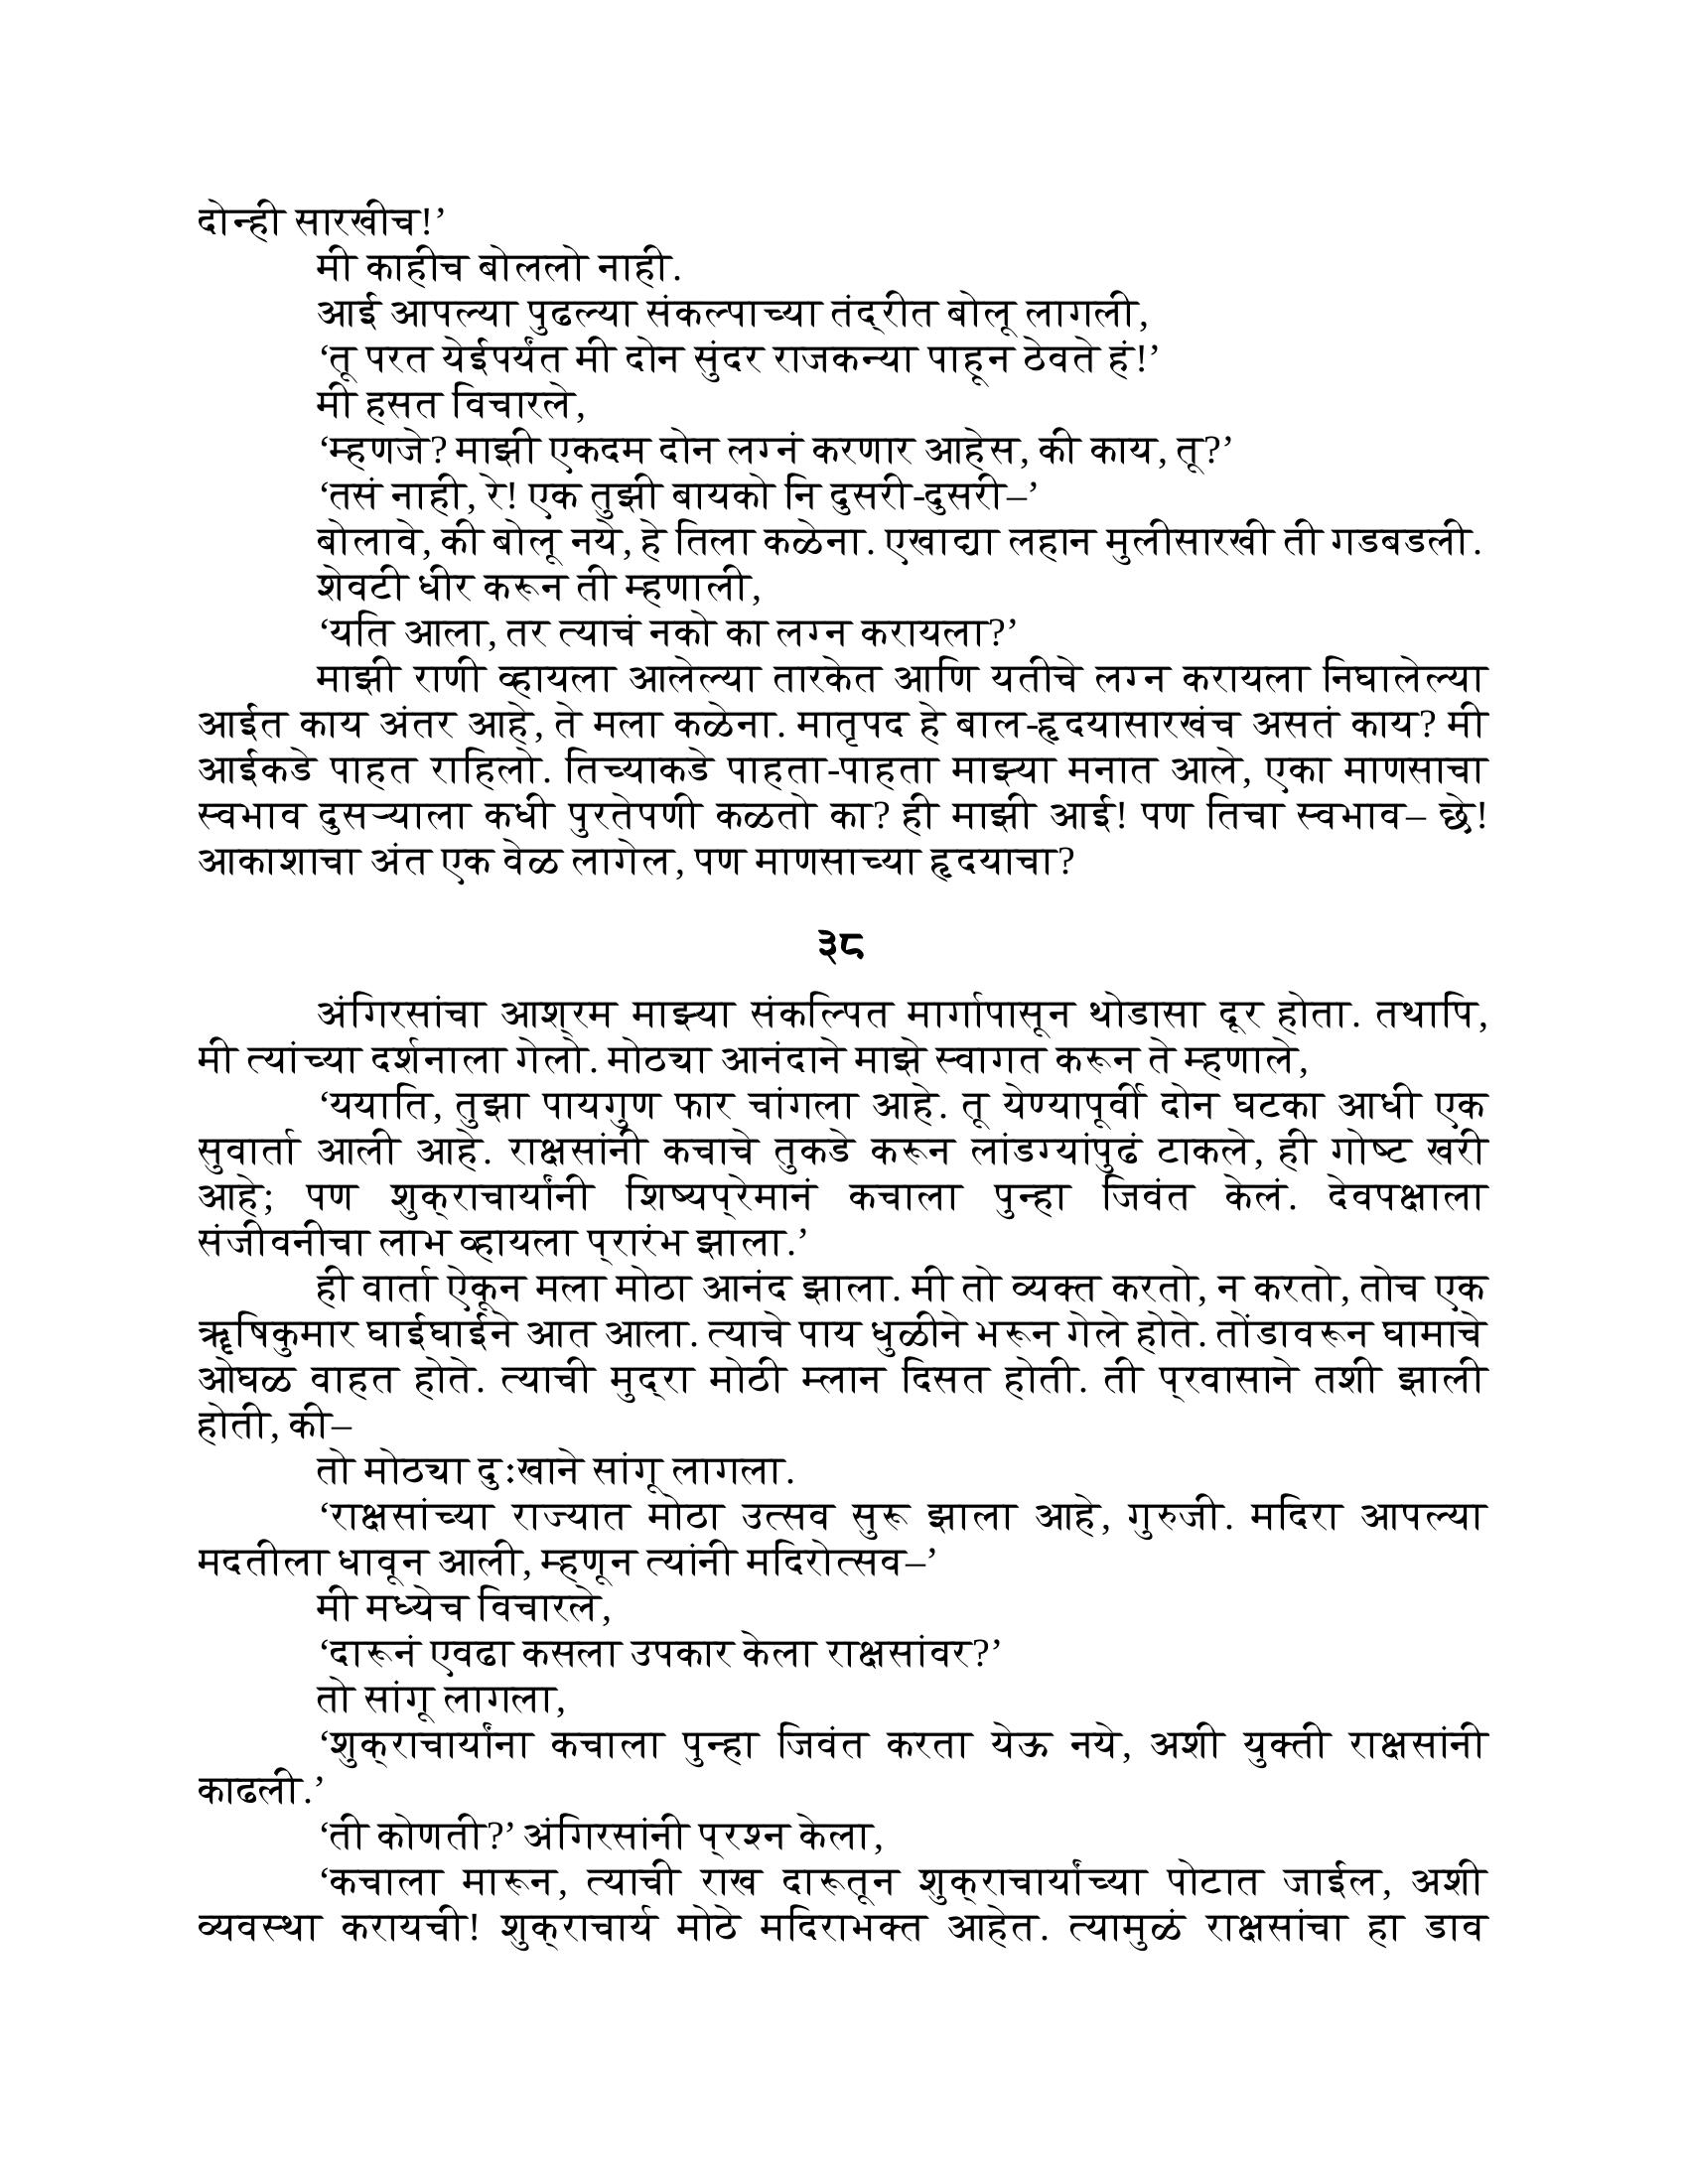 दोन्ही सारखीच!’
मी काहीच बोललो नाही.
आई आपल्या पुढल्या संकल्पाच्या तंद्रीत बोलू लागली,
‘तू परत येईपर्यंत मी दोन सुंदर राजकन्या पाहून ठेवते हं!’
मी हसत विचारले,
‘म्हणजे? माझी एकदम दोन लग्नं करणार आहेस, की काय, तू?’
‘तसं नाही, रे! एक तुझी बायको नि दुसरी-दुसरी–’
बोलावे, की बोलू नये, हे तिला कळेना. एखाद्या लहान मुलीसारखी ती गडबडली.
शेवटी धीर करून ती म्हणाली,
‘यति आला, तर त्याचं नको का लग्न करायला?’
माझी राणी व्हायला आलेल्या तारकेत आणि यतीचे लग्न करायला निघालेल्या
आईत काय अंतर आहे, ते मला कळेना. मातृपद हे बाल-हृदयासारखंच असतं काय? मी
आईकडे पाहत राहिलो. तिच्याकडे पाहता-पाहता माझ्या मनात आले, एका माणसाचा
स्वभाव दुसऱ्याला कधी पुरतेपणी कळतो का? ही माझी आई! पण तिचा स्वभाव– छे!
आकाशाचा अंत एक वेळ लागेल, पण माणसाच्या हृदयाचा?
३८
अंगिरसांचा आश्रम माझ्या संकल्पित मार्गापासून थोडासा दूर होता. तथापि,
मी त्यांच्या दर्शनाला गेलो. मोठ्या आनंदाने माझे स्वागत करून ते म्हणाले,
‘ययाति, तुझा पायगुण फार चांगला आहे. तू येण्यापूर्वी दोन घटका आधी एक
सुवार्ता आली आहे. राक्षसांनी कचाचे तुकडे करून लांडग्यांपुढं टाकले, ही गोष्ट खरी
आहे; पण शुक्राचार्यांनी शिष्यप्रेमानं कचाला पुन्हा जिवंत केलं. देवपक्षाला
संजीवनीचा लाभ व्हायला प्रारंभ झाला.’
ही वार्ता ऐकून मला मोठा आनंद झाला. मी तो व्यक्त करतो, न करतो, तोच एक
ॠषिकुमार घाईघाईने आत आला. त्याचे पाय धुळीने भरून गेले होते. तोंडावरून घामाचे
ओघळ वाहत होते. त्याची मुद्रा मोठी म्लान दिसत होती. ती प्रवासाने तशी झाली
होती, की–
तो मोठ्या दुःखाने सांगू लागला.
‘राक्षसांच्या राज्यात मोठा उत्सव सुरू झाला आहे, गुरुजी. मदिरा आपल्या
मदतीला धावून आली, म्हणून त्यांनी मदिरोत्सव–’
मी मध्येच विचारले,
‘दारूनं एवढा कसला उपकार केला राक्षसांवर?’
तो सांगू लागला,
‘शुक्राचार्यांना कचाला पुन्हा जिवंत करता येऊ नये, अशी युक्ती राक्षसांनी
काढली.’
‘ती कोणती?’ अंगिरसांनी प्रश्न केला,
‘कचाला मारून, त्याची राख दारूतून शुक्राचार्यांच्या पोटात जाईल, अशी
व्यवस्था करायची! शुक्राचार्य मोठे मदिराभक्त आहेत. त्यामुळं राक्षसांचा हा डाव